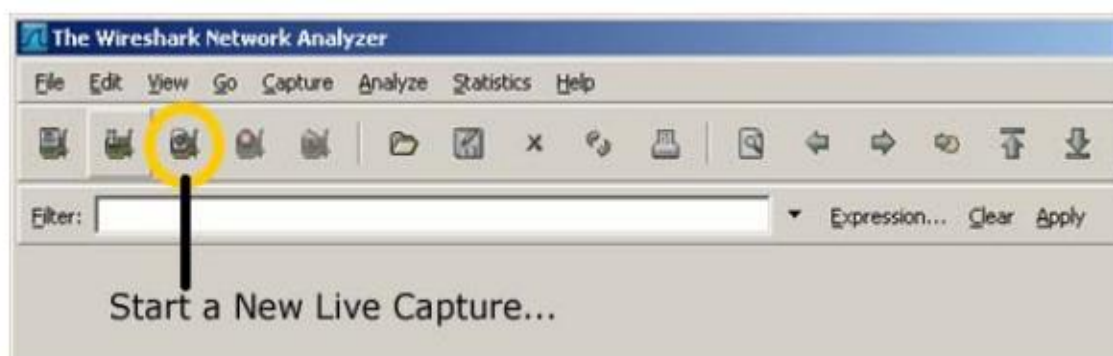 The Wireshark Network Analyzer
File Edit View Go Capture Analyze Statistics Help
Filter: Expression... Clear Apply
Start a New Live Capture...